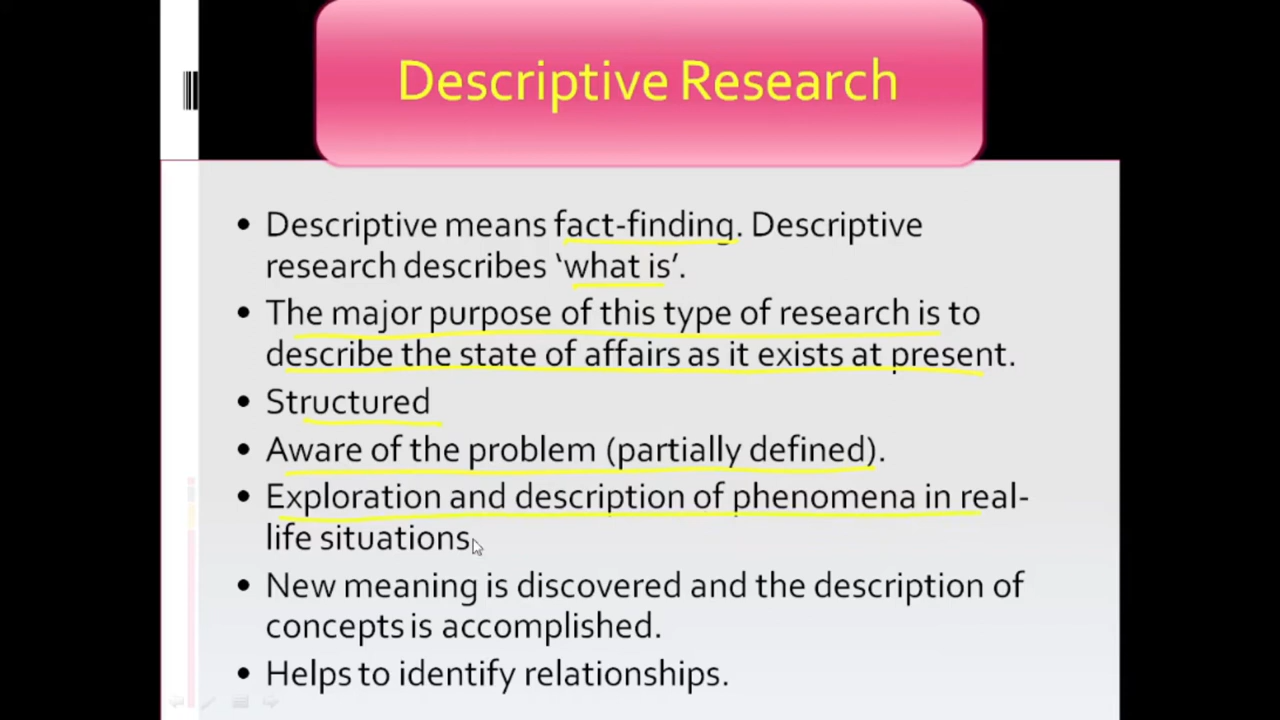 Descriptive Research
• Descriptive means fact-finding. Descriptive
research describes ‘what is’.
• The major purpose of this type of research is to
describe the state of affairs as it exists at present.
• Structured
• Aware of the problem (partially defined).
• Exploration and description of phenomena in real-
life situations.
• New meaning is discovered and the description of
concepts is accomplished.
• Helps to identify relationships.